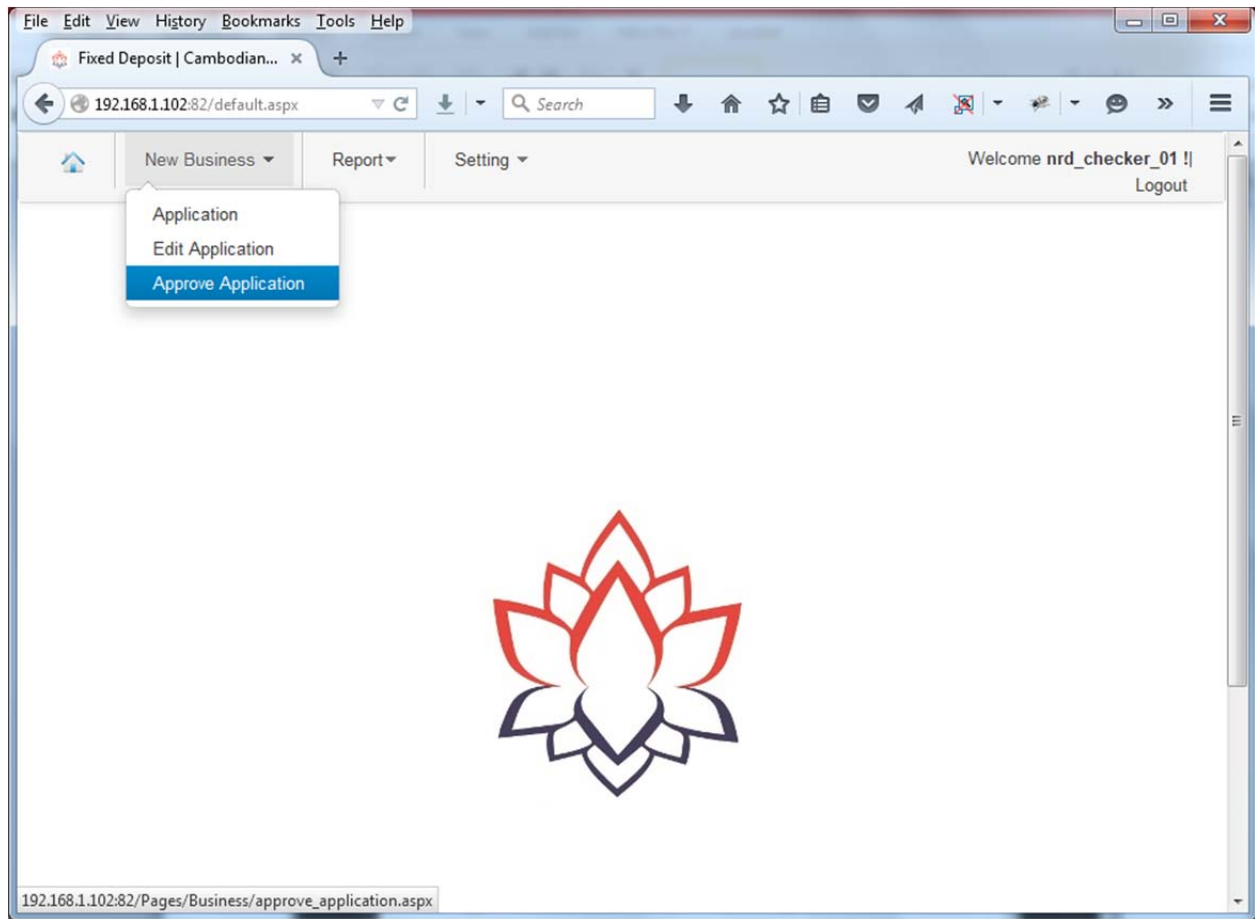 File Edit View History Bookmarks Tools Help
Fixed Deposit | Cambodian...
192.168.1.102:82/default.aspx Search
New Business Report Setting Welcome nrd_checker_01 !|
Logout
Application
Edit Application
Approve Application
192.168.1.102:82/Pages/Business/approve_application.aspx